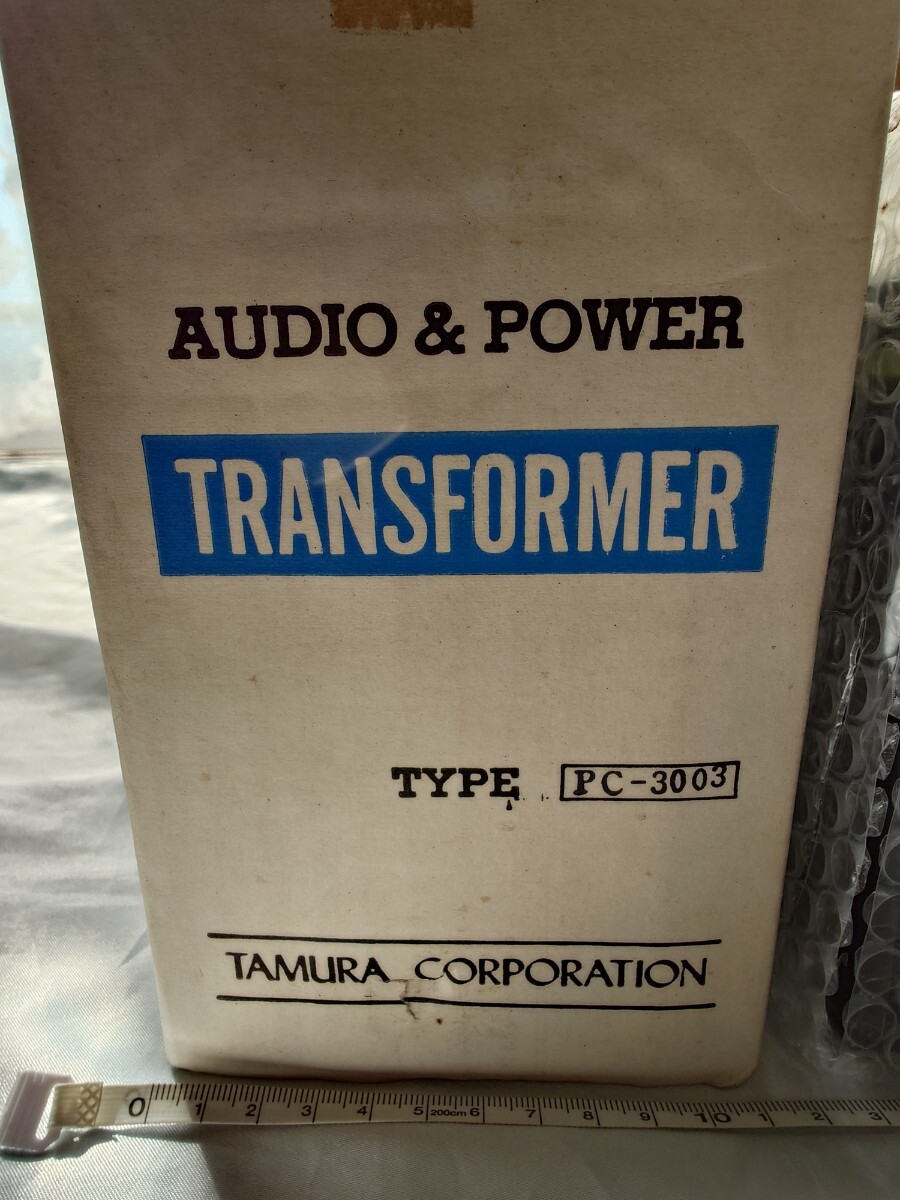 AUDIO & POWER
TRANSFORMER
TYPE PC-3003
TAMURA CORPORATION
0 1 2 3 4 5 200cm 6 7 8 9 10 1 2 3